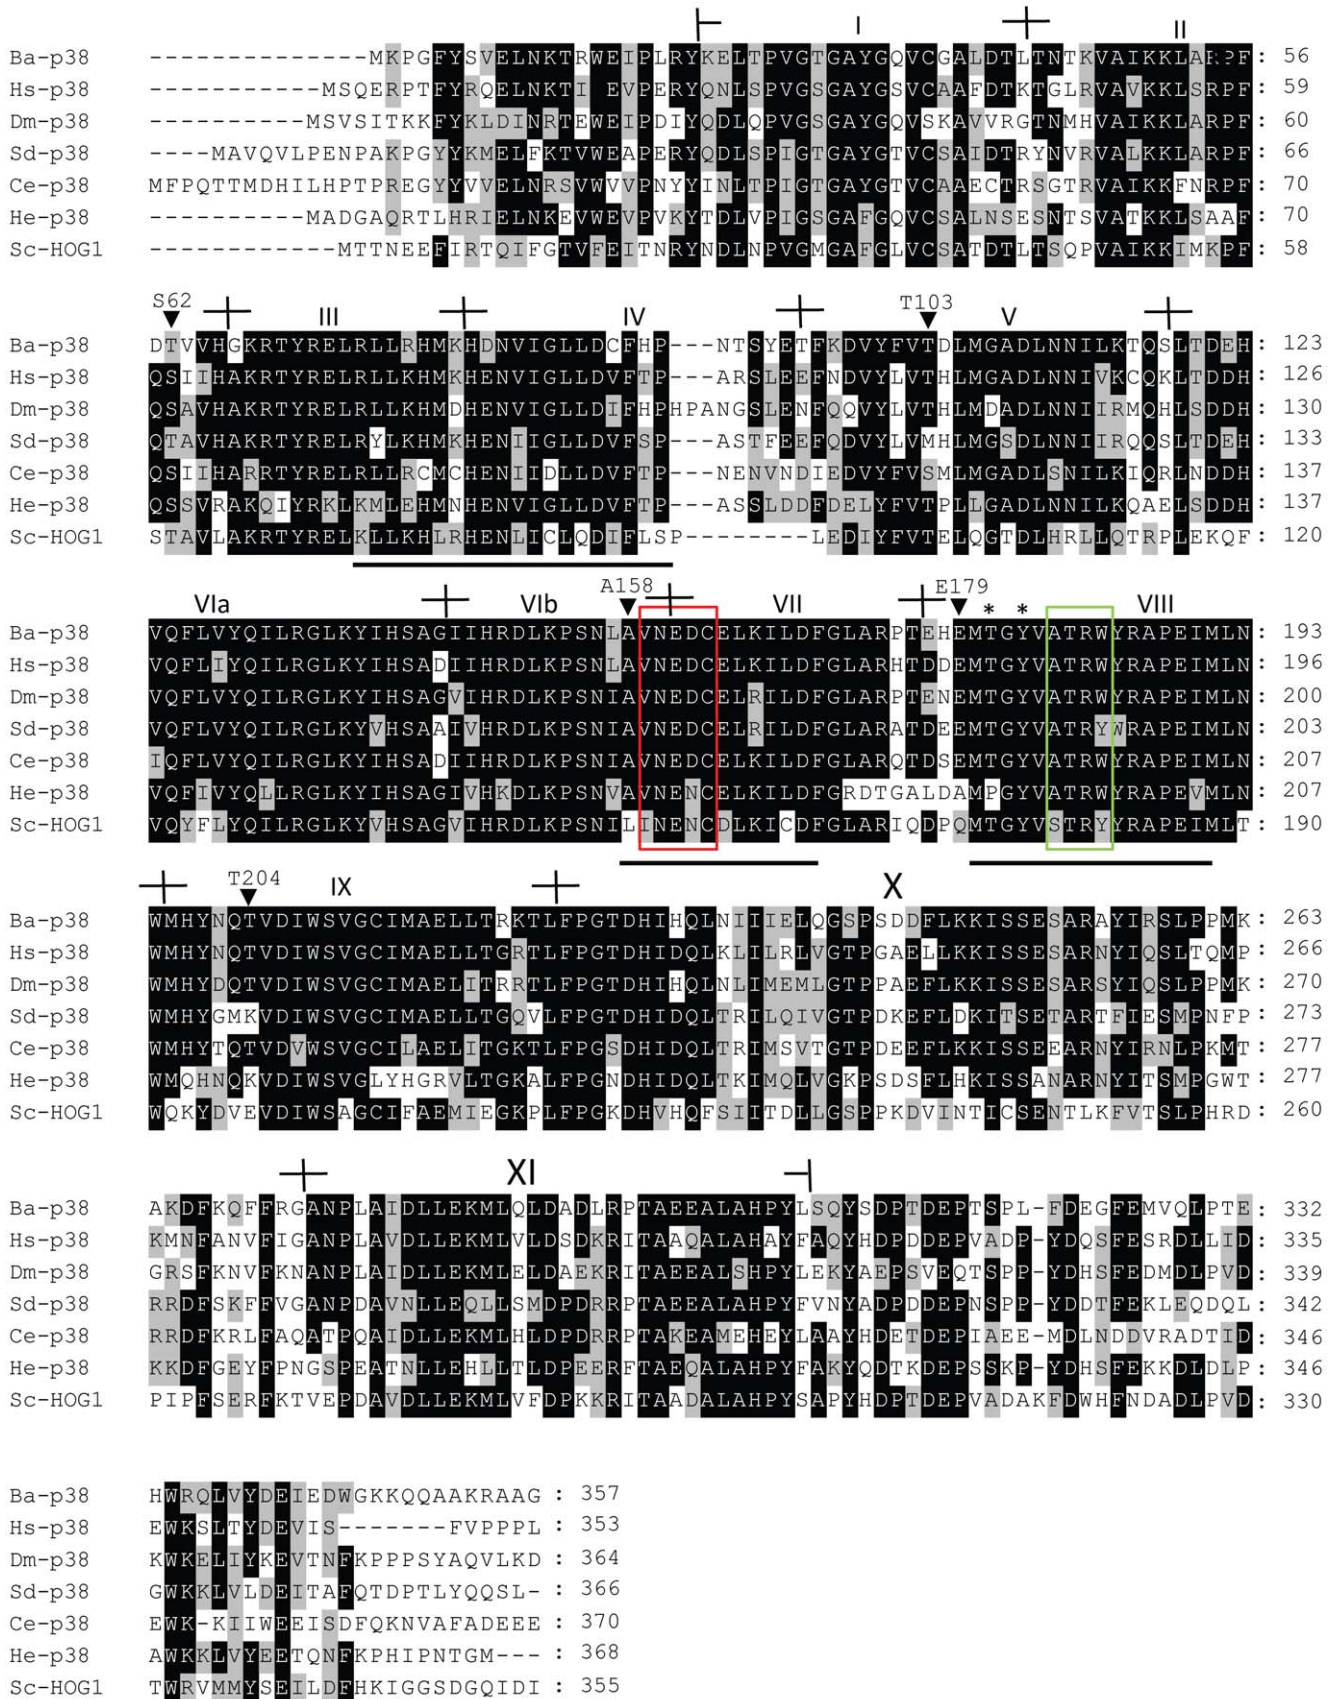 I II
Ba-p38 --------------MKPGFYSVELNKTRWEIPLRYKELTPVGTGAYGQVCGALDTLTNTKVAIKKLARPF: 56
Hs-p38 -----------MSQERPTFYRQELNKTI-EVPERYQNLSPVGSGAYGSVCAAFDTKTGLRVAVKKLSRPF: 59
Dm-p38 ----------MSVSITKKFYKLDINRTEWEIPDIYQDLQPVGSGAYGQVSKAVVRGTNMHVAIKKLARPF: 60
Sd-p38 ----MAVQVLPENPAKPGYYKMELFKTVWEAPERYQDLSPIGTGAYGTVCSAIDTRYNVRVALKKLARPF: 66
Ce-p38 MFPQTTMDHILHPTPREGYYVVELNRSVWVVPNYYINLTPIGTGAYGTVCAAECTRSGTRVAIKKFNRPF: 70
He-p38 ----------MADGAQRTLHRIELNKEVWEVPVKYTDLVPIGSGAFGQVCSALNSESNTSVATKKLSAAF: 70
Sc-HOG1 ------------MTTNEEFIRTQIFGTVFEITNRYNDLNPVGMGAFGLVCSATDTLTSQPVAIKKIMKPF: 58
S62 III IV T103 V
Ba-p38 DTVVHGKRTYRELRLLRHMKHDNVIGLLDCFHP---NTSYETFKDVYFVTDLMGADLNNILKTQSLTDEH: 123
Hs-p38 QSIIHAKRTYRELRLLKHMKHENVIGLLDVFTP---ARSLEEFNDVYLVTHLMGADLNNIVKCQKLTDDH: 126
Dm-p38 QSAVHAKRTYRELRLLKHMDHENVIGLLDIFHPHPANGSLENFQQVYLVTHLMDADLNNIIRMQHLSDDH: 130
Sd-p38 QTAVHAKRTYRELRYLKHMKHENIIGLLDVFSP---ASTFEEFQDVYLVMHLMGSDLNNIIRQQSLTDEH: 133
Ce-p38 QSIIHARRTYRELRLLRCMCHENIIDLLDVFTP---NENVNDIEDVYFVSMLMGADLSNILKIQRLNDDH: 137
He-p38 QSSVRAKQIYRKLKMLEHMNHENVIGLLDVFTP---ASSLDDFDELYFVTPLLGADLNNILKQAELSDDH: 137
Sc-HOG1 STAVLAKRTYRELKLLKHLRHENLICLQDIFLSP--------LEDIYFVTELQGTDLHRLLQTRPLEKQF: 120
VIa VIb A158 VII E179 * * VIII
Ba-p38 VQFLVYQILRGLKYIHSAGIIHRDLKPSNLAVNEDCELKILDFGLARPTEHEMTGYVATRWYRAPEIMLN: 193
Hs-p38 VQFLIYQILRGLKYIHSADIIHRDLKPSNLAVNEDCELKILDFGLARHTDDEMTGYVATRWYRAPEIMLN: 196
Dm-p38 VQFLVYQILRGLKYIHSAGVIHRDLKPSNIAVNEDCELRILDFGLARPTENEMTGYVATRWYRAPEIMLN: 200
Sd-p38 VQFLVYQILRGLKYVHSAAIVHRDLKPSNIAVNEDCELRILDFGLARATDEEMTGYVATRYWRAPEIMLN: 203
Ce-p38 IQFLVYQILRGLKYIHSADIIHRDLKPSNIAVNEDCELKILDFGLARQTDSEMTGYVATRWYRAPEIMLN: 207
He-p38 VQFIVYQLLRGLKYIHSAGIVHKDLKPSNVAVNENCELKILDFGRDTGALDAMPGYVATRWYRAPEVMLN: 207
Sc-HOG1 VQYFLYQILRGLKYVHSAGVIHRDLKPSNILINENCDLKICDFGLARIQDPQMTGYVSTRYYRAPEIMLT: 190
T204 IX X
Ba-p38 WMHYNQTVDIWSVGCIMAELLTRKTLFPGTDHIHQLNIIIELQGSPSDDFLKKISSESARAYIRSLPPMK: 263
Hs-p38 WMHYNQTVDIWSVGCIMAELLTGRTLFPGTDHIDQLKLILRLVGTPGAELLKKISSESARNYIQSLTQMP: 266
Dm-p38 WMHYDQTVDIWSVGCIMAELITRRTLFPGTDHIHQLNLIMEMLGTPPAEFLKKISSESARSYIQSLPPMK: 270
Sd-p38 WMHYGMKVDIWSVGCIMAELLTGQVLFPGTDHIDQLTRILQIVGTPDKEFLDKITSETARTFIESMPNFP: 273
Ce-p38 WMHYTQTVDVWSVGCILAELITGKTLFPGSDHIDQLTRIMSVTGTPDEEFLKKISSEEARNYIRNLPKMT: 277
He-p38 WMQHNQKVDIWSVGLYHGRVLTGKALFPGNDHIDQLTKIMQLVGKPSDSFLHKISSANARNYITSMPGWT: 277
Sc-HOG1 WQKYDVEVDIWSAGCIFAEMIEGKPLFPGKDHVHQFSIITDLLGSPPKDVINTICSENTLKFVTSLPHRD: 260
XI
Ba-p38 AKDFKQFFRGANPLAIDLLEKMLQLDADLRPTAEEALAHPYLSQYSDPTDEPTSPL-FDEGFEMVQLPTE: 332
Hs-p38 KMNFANVFIGANPLAVDLLEKMLVLDSDKRITAAQALAHAYFAQYHDPDDEPVADP-YDQSFESRDLLID: 335
Dm-p38 GRSFKNVFKNANPLAIDLLEKMLELDAEKRITAEEALSHPYLEKYAEPSVEQTSPP-YDHSFEDMDLPVD: 339
Sd-p38 RRDFSKFFVGANPDAVNLLEQLLSMDPDRRPTAEEALAHPYFVNYADPDDEPNSPP-YDDTFEKLEQDQL: 342
Ce-p38 RRDFKRLFAQATPQAIDLLEKMLHLDPDRRPTAKEAMEHEYLAAYHDETDEPIAEE-MDLNDDVRADTID: 346
He-p38 KKDFGEYFPNGSPEATNLLEHLLTLDPEERFTAEQALAHPYFAKYQDTKDEPSSKP-YDHSFEKKDLDLP: 346
Sc-HOG1 PIPFSERFKTVEPDAVDLLEKMLVFDPKKRITAADALAHPYSAPYHDPTDEPVADAKFDWHFNDADLPVD: 330
Ba-p38 HWRQLVYDEIEDWGKKQQAAKRAAG : 357
Hs-p38 EWKSLTYDEVIS-------FVPPPL : 353
Dm-p38 KWKELIYKEVTNFKPPPSYAQVLKD : 364
Sd-p38 GWKKLVLDEITAFQTDPTLYQQSL- : 366
Ce-p38 EWK-KIIWEEISDFQKNVAFADEEE : 370
He-p38 AWKKLVYEETQNFKPHIPNTGM--- : 368
Sc-HOG1 TWRVMMYSEILDFHKIGGSDGQIDI : 355